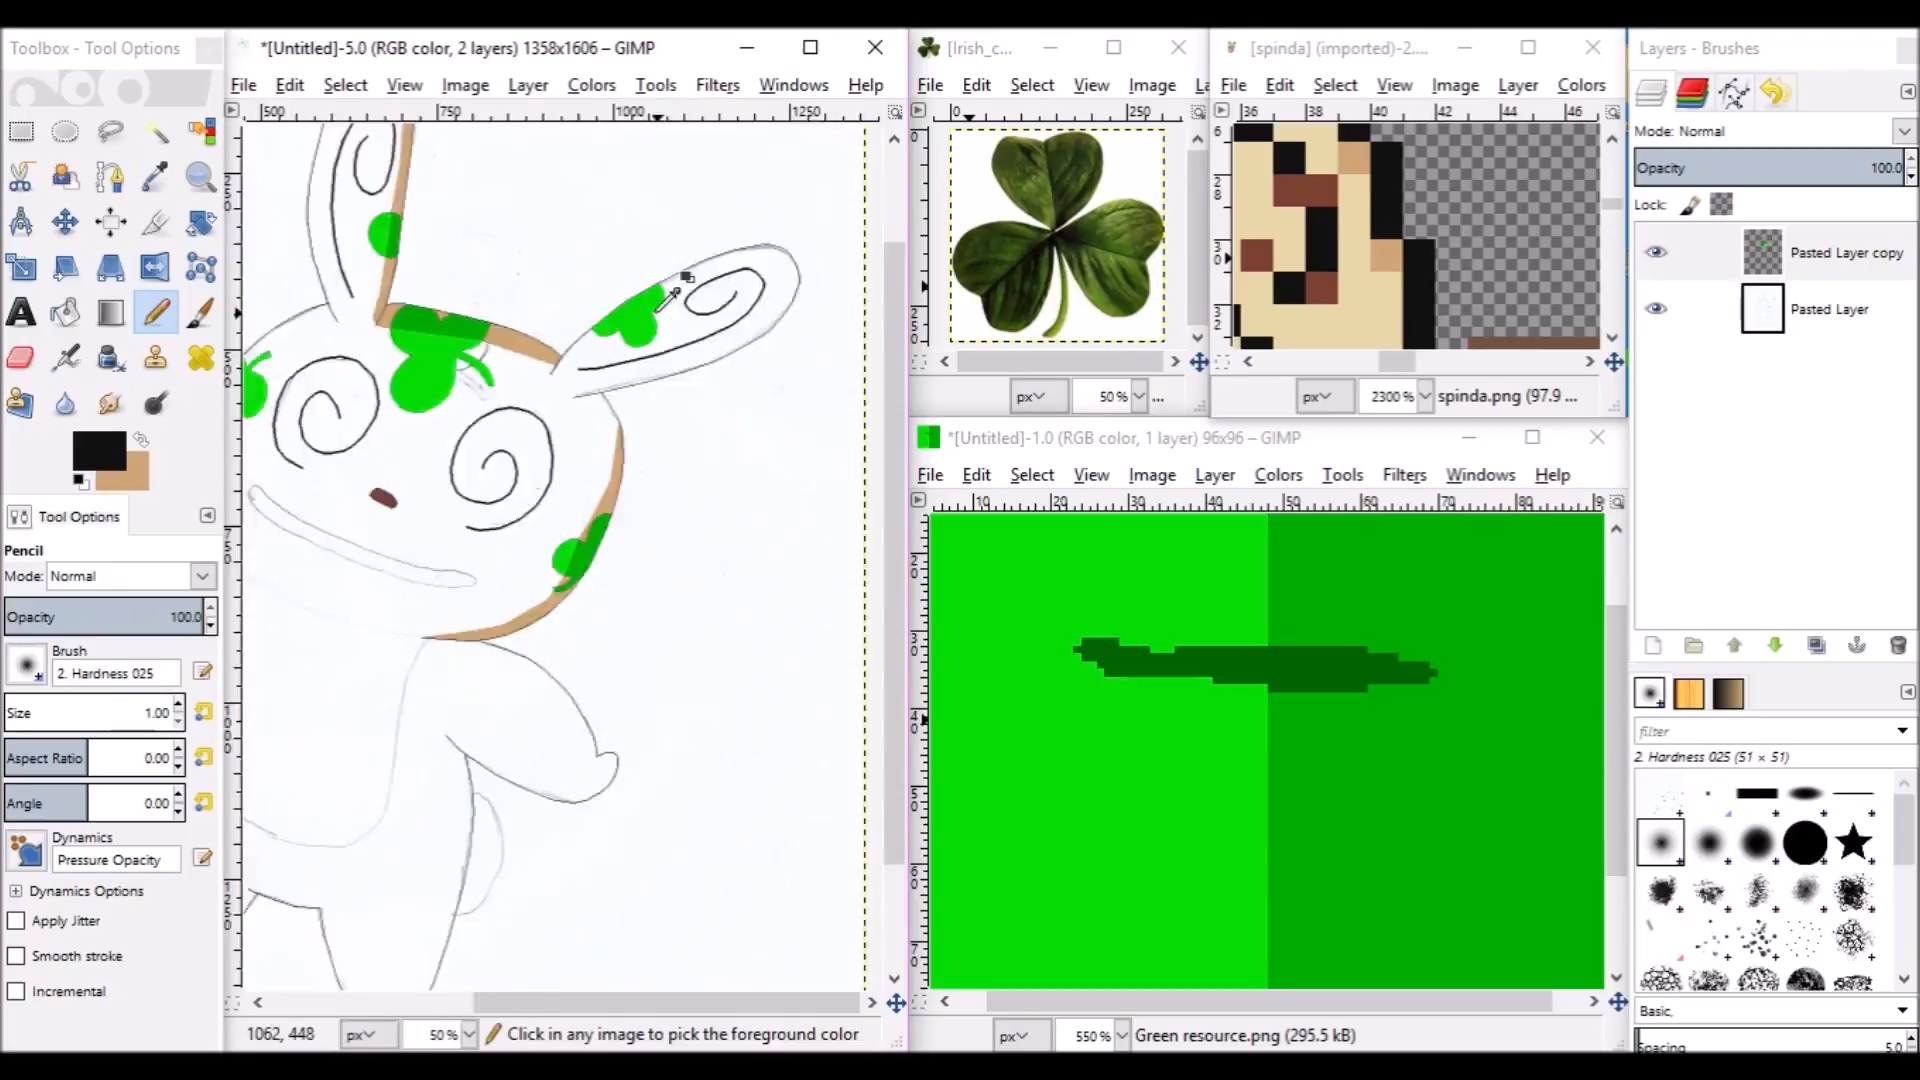 Toolbox - Tool Options
*[Untitled]-5.0 (RGB color, 2 layers) 1358x1606 – GIMP
File Edit Select View Image Layer Colors Tools Filters Windows Help
500 750 1000 1250
Pencil
Tool Options
Mode: Normal
Opacity 100.0
Brush
2. Hardness 025
Size 1.00
Aspect Ratio 0.00
Angle 0.00
Dynamics
Pressure Opacity
Dynamics Options
Apply Jitter
Smooth stroke
Incremental
1062, 448 px 50 % Click in any image to pick the foreground color
[Irish_c...
File Edit Select View Image
0 250
px 50 % ...
[spinda] (imported)-2....
File Edit Select View Image Layer Colors
36 38 40 42 44 46
px 2300 % spinda.png (97.9 ...
*[Untitled]-1.0 (RGB color, 1 layer) 96x96 – GIMP
File Edit Select View Image Layer Colors Tools Filters Windows Help
10 20 30 40 50 60 70 80
px 550 % Green resource.png (295.5 kB)
Layers - Brushes
Mode: Normal
Opacity 100.0
Lock:
Pasted Layer copy
Pasted Layer
filter
2. Hardness 025 (51 × 51)
Basic,
Spacing 5.0